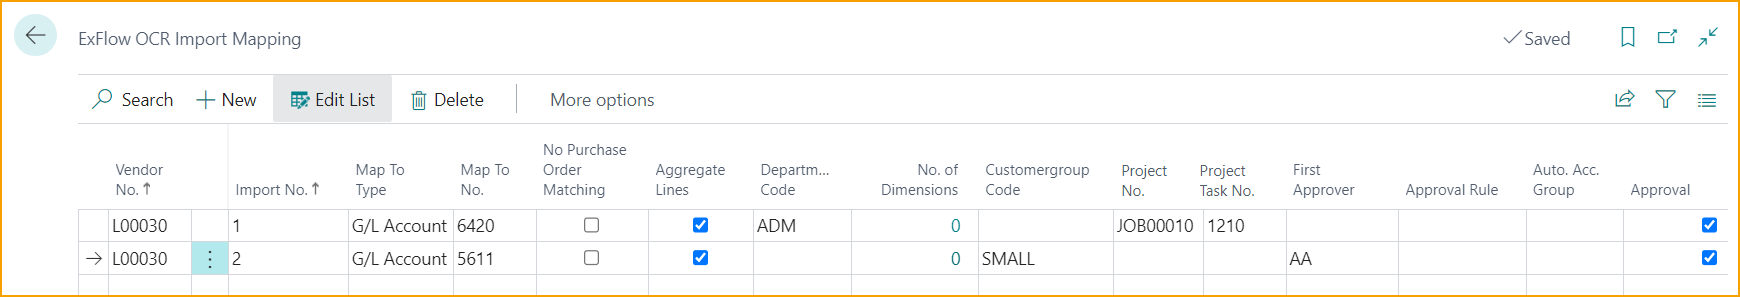 ExFlow OCR Import Mapping
Saved
Search New Edit List Delete More options
Vendor No. Import No. Map To Type Map To No. No Purchase Order Matching Aggregate Lines Departm... Code No. of Dimensions Customergroup Code Project No. Project Task No. First Approver Approval Rule Auto. Acc. Group Approval
L00030 1 G/L Account 6420 ADM 0 JOB00010 1210
L00030 2 G/L Account 5611 0 SMALL AA